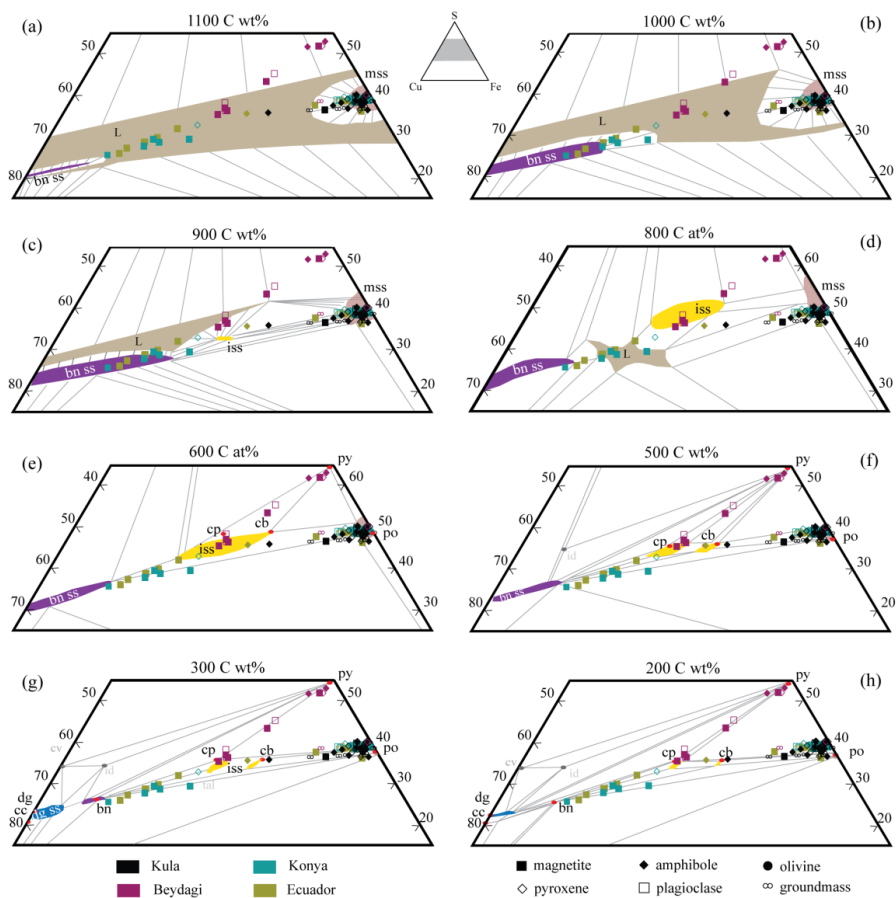 (a)
1100 C wt%
50
60
70
80
50
40
30
20
mss
L
bn ss
S
Cu
Fe
(b)
1000 C wt%
50
60
70
80
50
40
30
20
mss
L
bn ss
(c)
900 C wt%
50
60
70
80
50
40
20
mss
L
bn ss
iss
(d)
800 C at%
40
50
60
70
60
50
40
30
mss
iss
L
bn ss
(e)
600 C at%
40
50
60
70
60
40
30
py
cp
cb
iss
po
bn ss
(f)
500 C wt%
50
60
70
80
50
40
30
20
py
cp
cb
po
id
bn ss
(g)
300 C wt%
50
60
70
80
50
40
30
20
py
cv
cp
cb
iss
po
id
tal
dg
cc
dg ss
bn
(h)
200 C wt%
50
60
70
80
50
40
30
20
py
cv
id
cp
cb
po
dg
cc
bn
Kula
Konya
Beydagi
Ecuador
magnetite
amphibole
olivine
pyroxene
plagioclase
groundmass